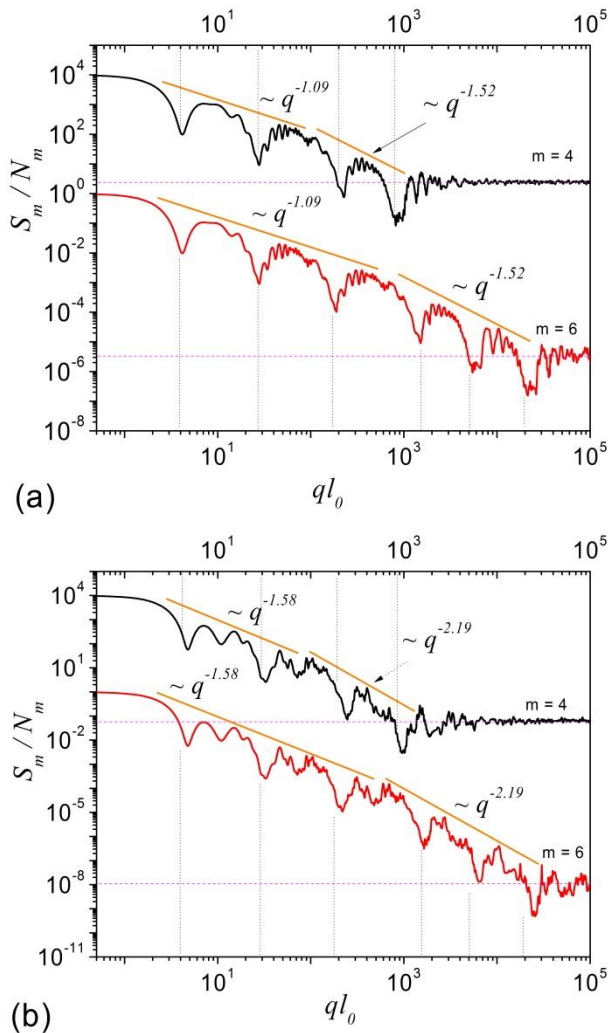 10^1 10^3 10^5
10^4
10^2
10^0
10^-2
10^-4
10^-6
10^-8
S_m / N_m
~ q^-1.09
~ q^-1.52
m = 4
~ q^-1.09
~ q^-1.52
m = 6
10^1 10^3 10^5
(a)
ql_0
10^1 10^3 10^5
10^4
10^1
10^-2
10^-5
10^-8
10^-11
S_m / N_m
~ q^-1.58
~ q^-2.19
~ q^-1.58
m = 4
~ q^-2.19
m = 6
10^1 10^3 10^5
(b)
ql_0